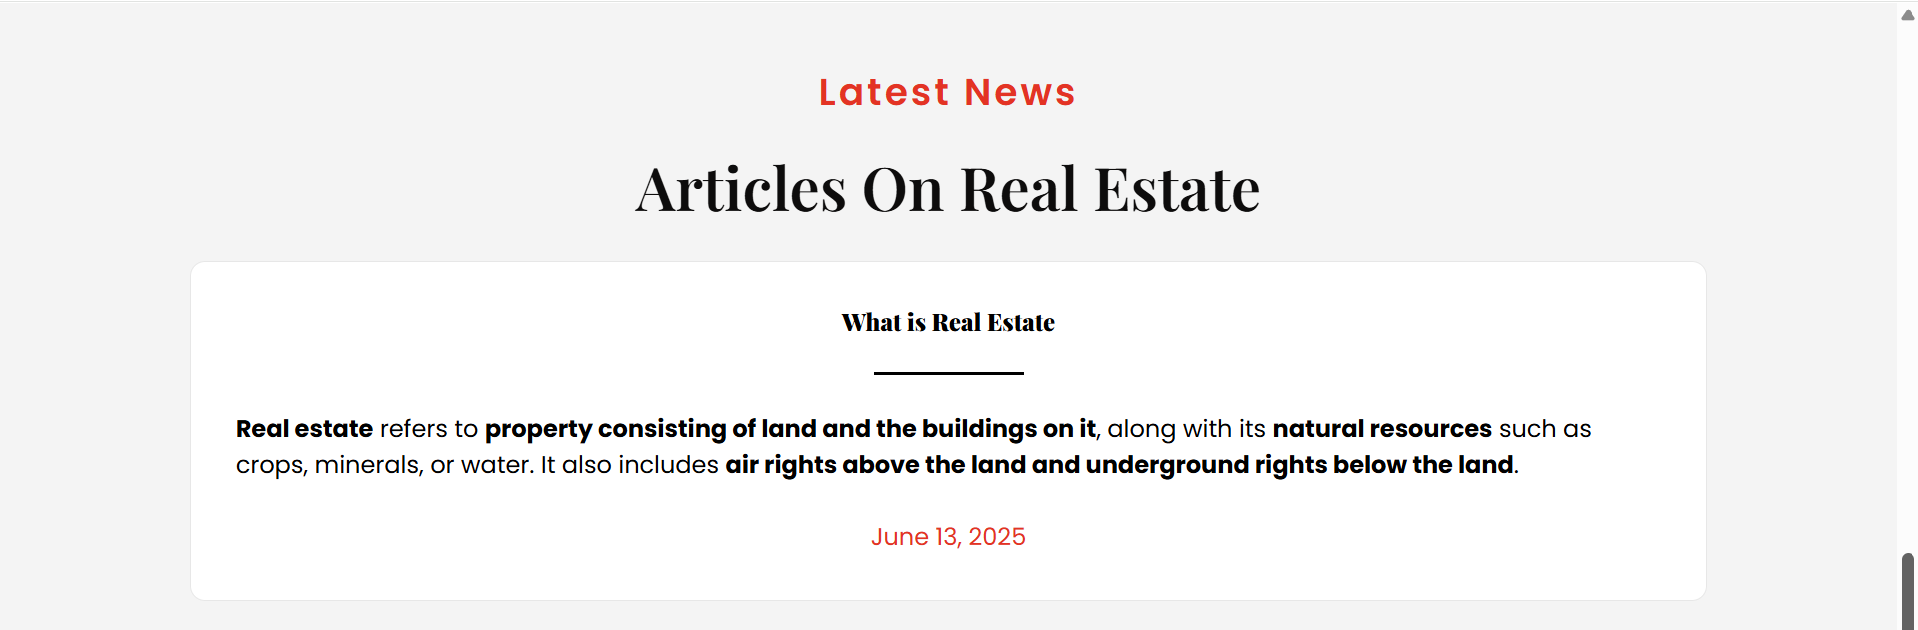 Latest News
Articles On Real Estate
What is Real Estate
Real estate refers to property consisting of land and the buildings on it, along with its natural resources such as
crops, minerals, or water. It also includes air rights above the land and underground rights below the land.
June 13, 2025